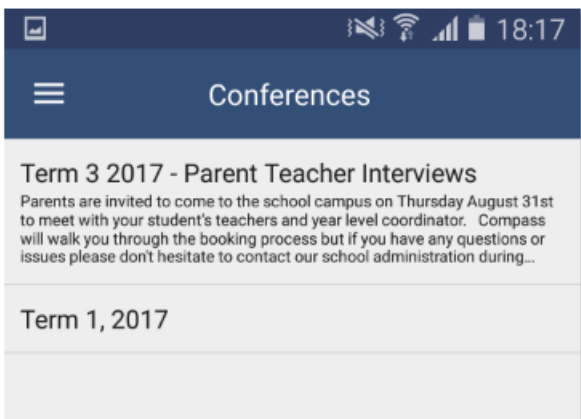 18:17
Conferences
Term 3 2017 - Parent Teacher Interviews
Parents are invited to come to the school campus on Thursday August 31st
to meet with your student's teachers and year level coordinator.   Compass
will walk you through the booking process but if you have any questions or
issues please don't hesitate to contact our school administration during...
Term 1, 2017